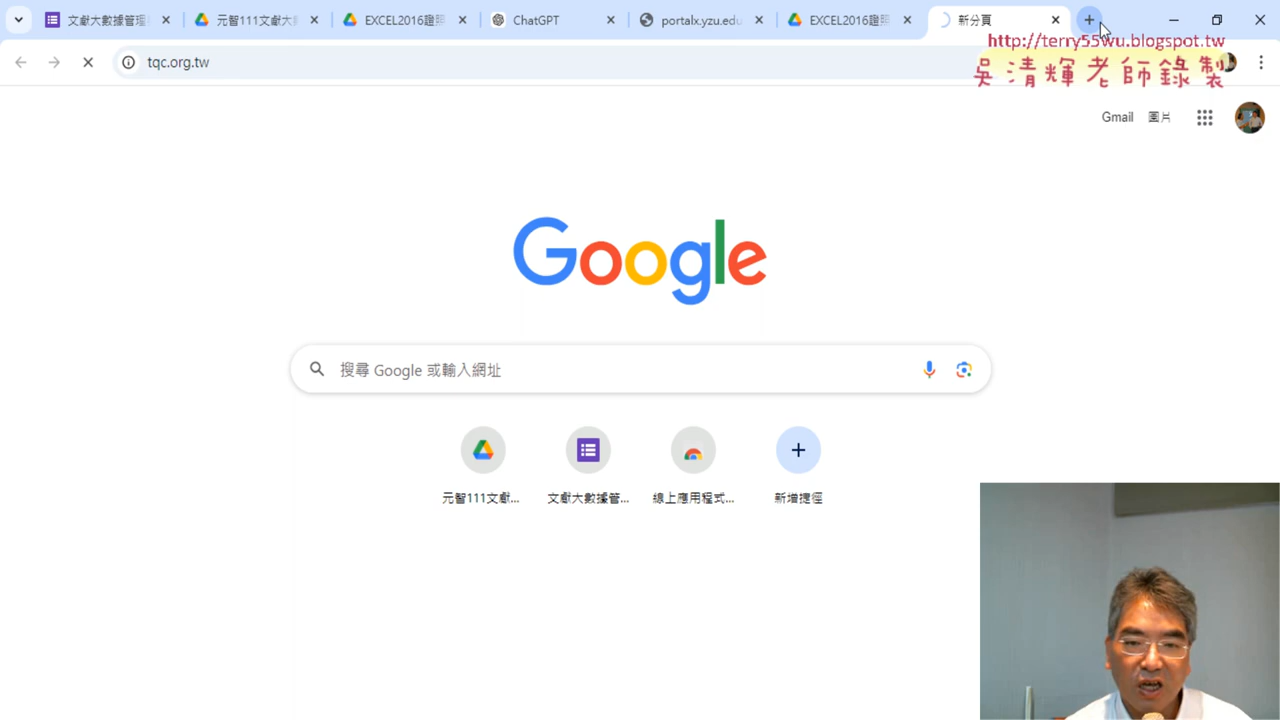 文獻大數據管理
元智111文獻大
EXCEL2016證照
ChatGPT
portalx.yzu.edu
EXCEL2016證照
新分頁
http://terry55wu.blogspot.tw
吳清輝老師錄製
tqc.org.tw
Gmail
圖片
Google
搜尋 Google 或輸入網址
元智111文獻...
文獻大數據管...
線上應用程式...
新增捷徑